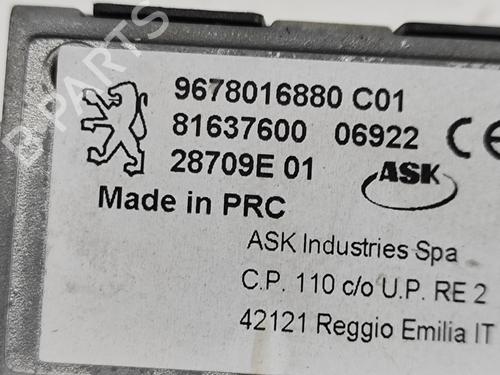 B-PARTS
9678016880 C01
81637600 06922 CE
28709E 01 ASK
Made in PRC
ASK Industries Spa
C.P. 110 c/o U.P. RE 2
42121 Reggio Emilia IT